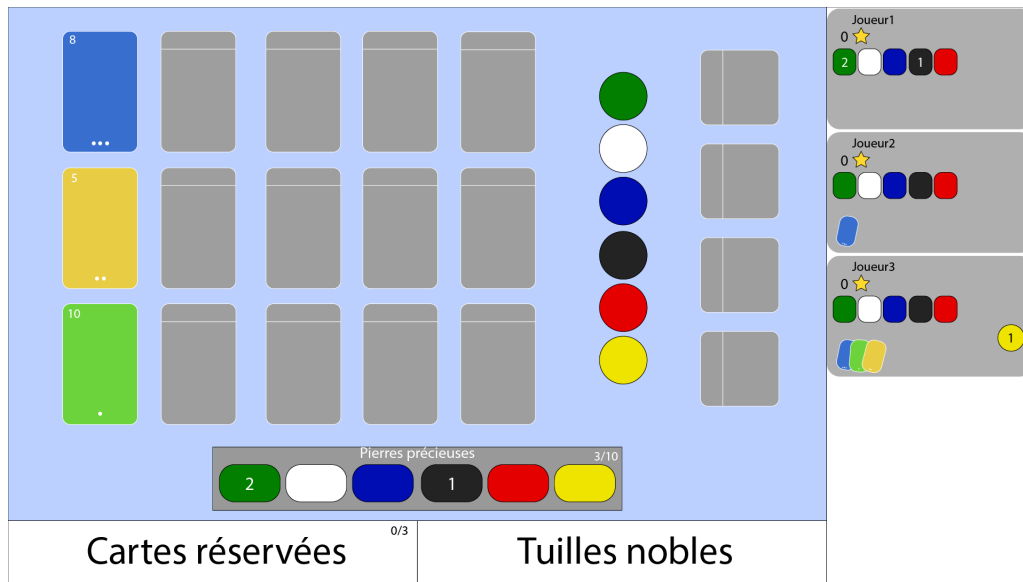 8
5
10
Pierres précieuses
3/10
2
1
Cartes réservées
0/3
Tuilles nobles
Joueur1
0
2
1
Joueur2
0
Joueur3
0
1